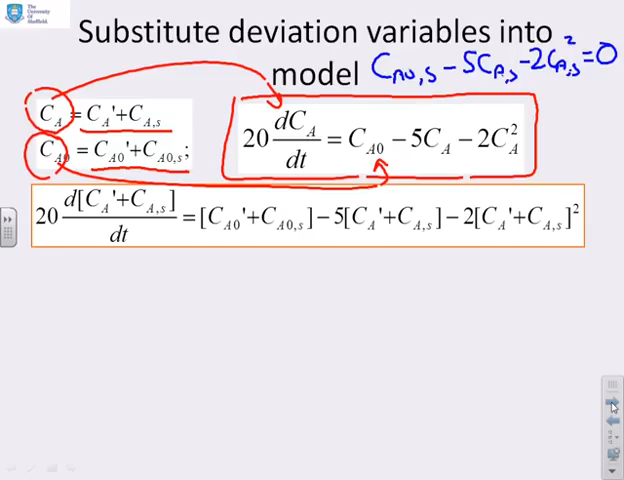 The University Of Sheffield.
Substitute deviation variables into
model C_{A0,S} - 5C_{A,S} - 2C_{A,S}^2 = 0
C_A = C_A'+C_{A,s}
C_{A0} = C_{A0}'+C_{A0,s};
20 dC_A/dt = C_{A0} − 5C_A − 2C_A^2
20 d[C_A'+C_{A,s}]/dt = [C_{A0}'+C_{A0,s}] − 5[C_A'+C_{A,s}] − 2[C_A'+C_{A,s}]^2